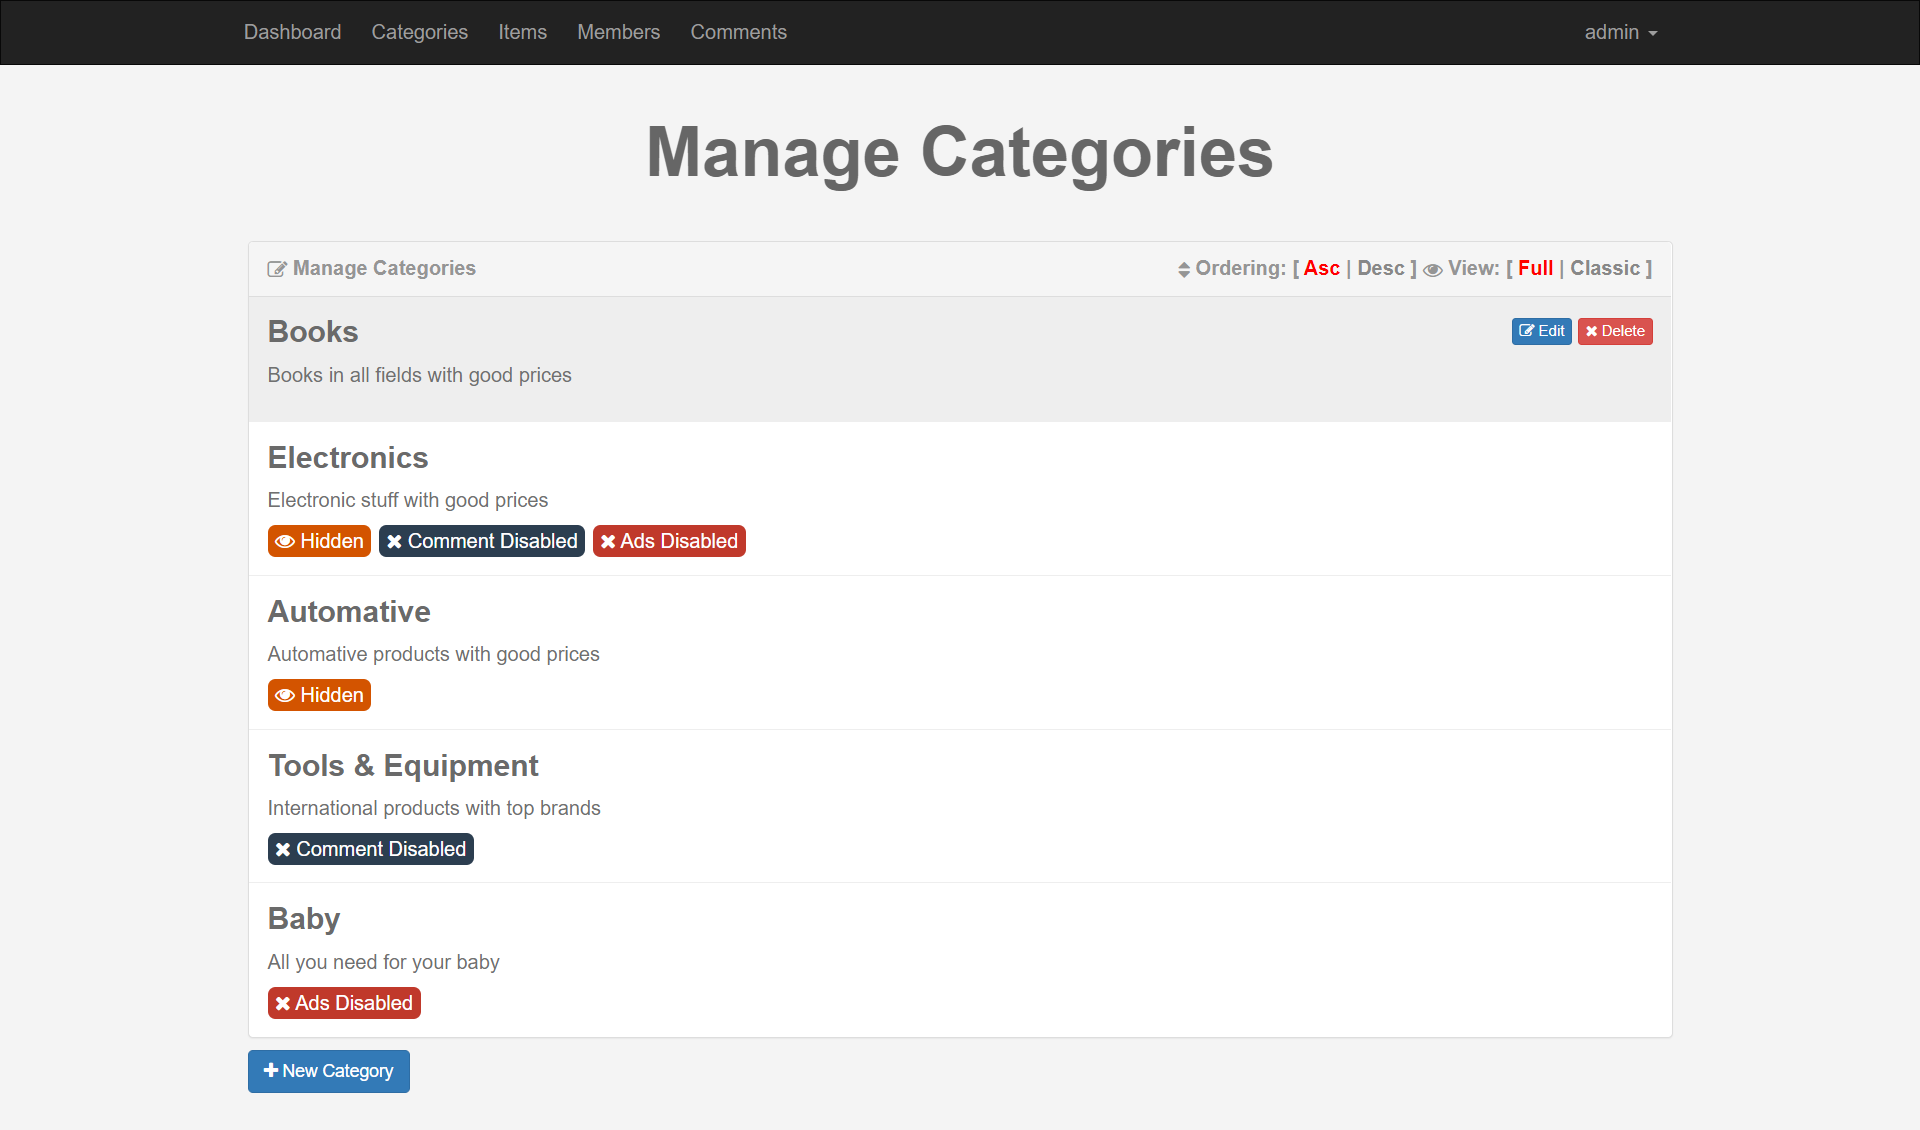 Dashboard Categories Items Members Comments admin
Manage Categories
Manage Categories Ordering: [ Asc | Desc ] View: [ Full | Classic ]
Books Edit Delete
Books in all fields with good prices
Electronics
Electronic stuff with good prices
Hidden Comment Disabled Ads Disabled
Automative
Automative products with good prices
Hidden
Tools & Equipment
International products with top brands
Comment Disabled
Baby
All you need for your baby
Ads Disabled
New Category